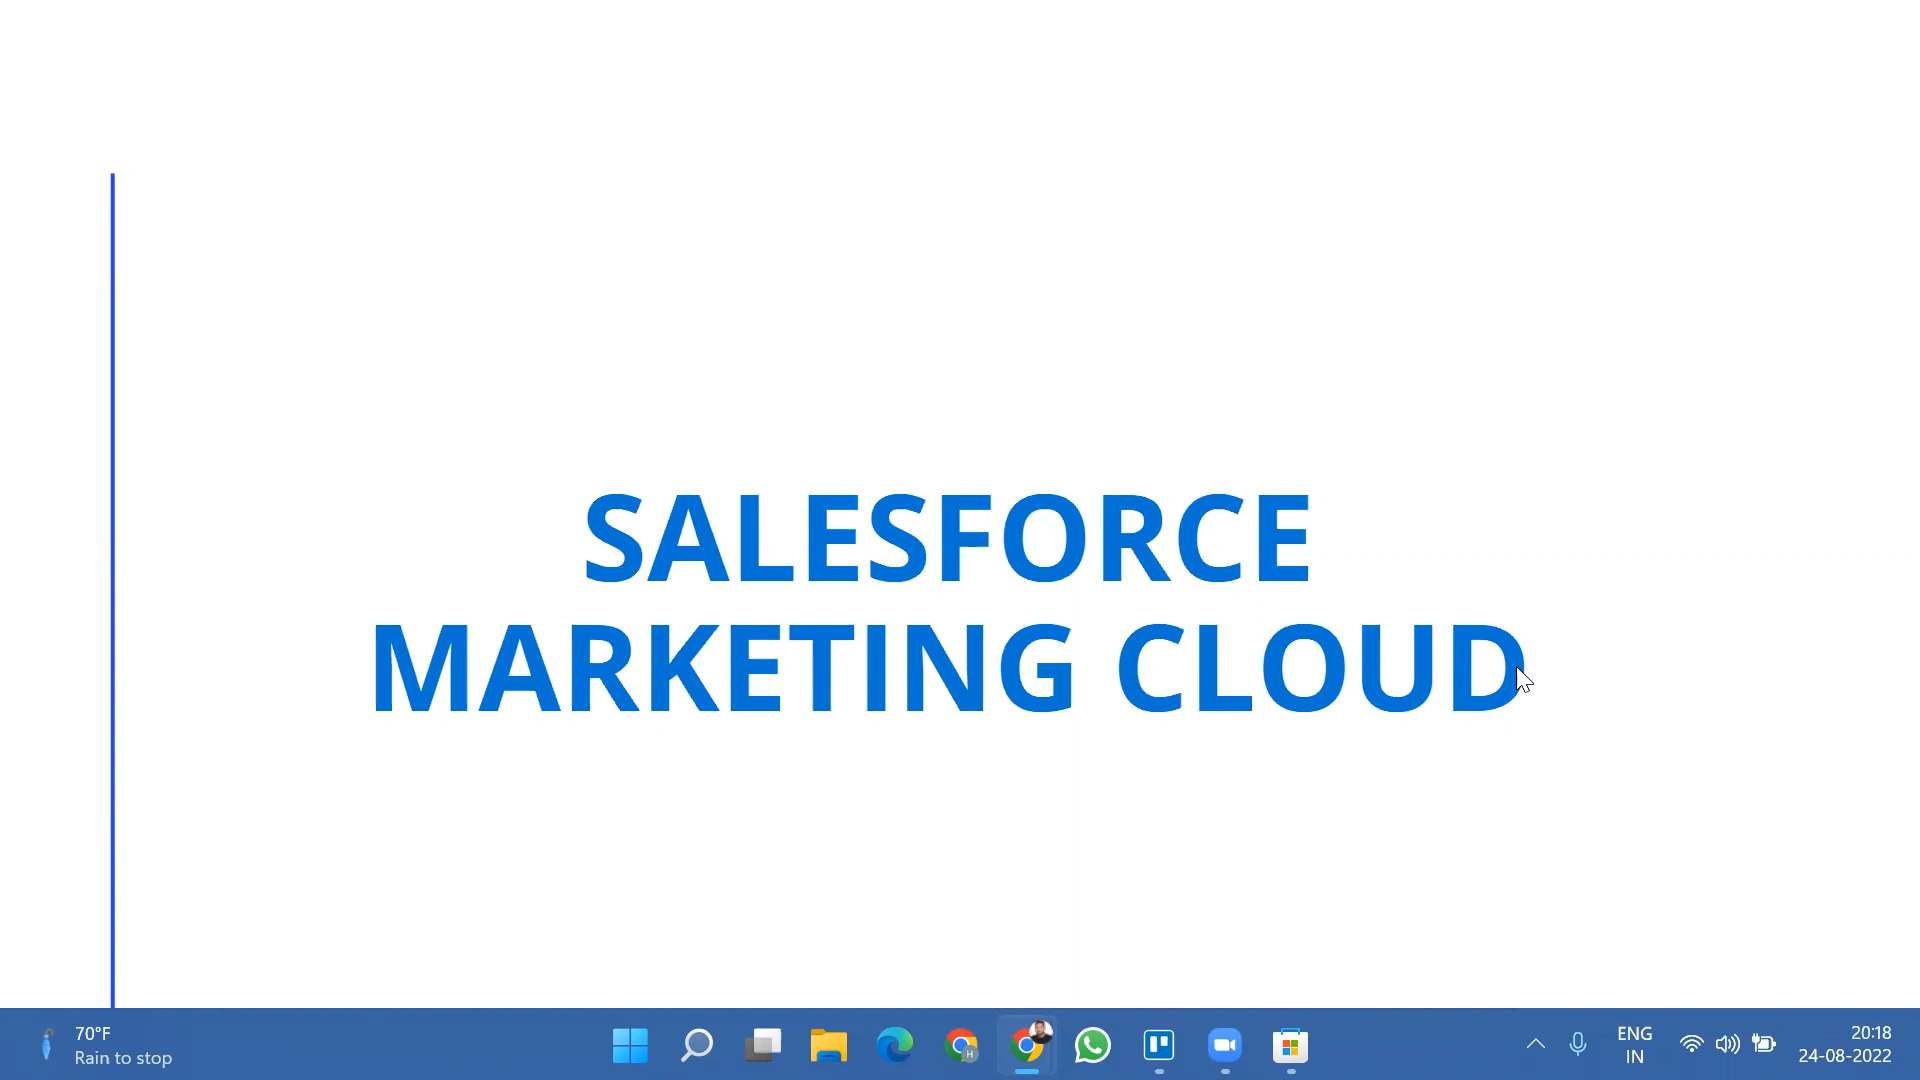 SALESFORCE
MARKETING CLOUD
70°F
Rain to stop
H
ENG
IN
20:18
24-08-2022